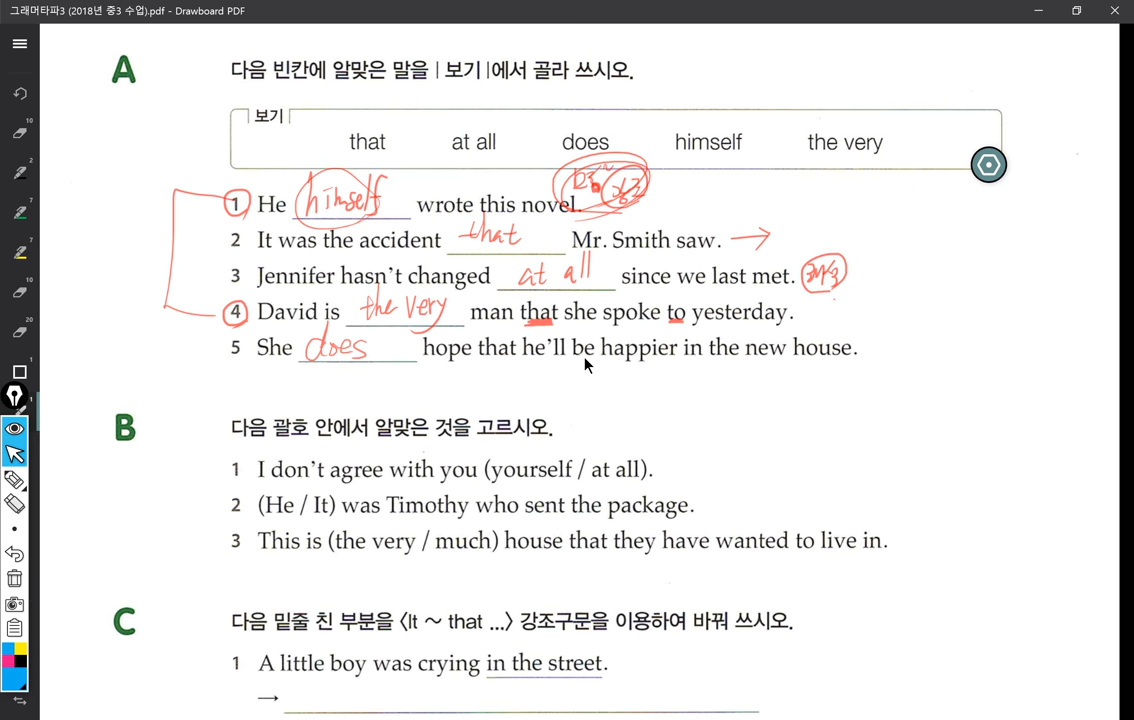 그래머타파3 (2018년 중3 수업).pdf - Drawboard PDF
A 다음 빈칸에 알맞은 말을 | 보기 |에서 골라 쓰시오.
보기
that at all does himself the very
1 He himself wrote this novel.
2 It was the accident that Mr. Smith saw. →
3 Jennifer hasn't changed at all since we last met.
4 David is the very man that she spoke to yesterday.
5 She does hope that he'll be happier in the new house.
B 다음 괄호 안에서 알맞은 것을 고르시오.
1 I don't agree with you (yourself / at all).
2 (He / It) was Timothy who sent the package.
3 This is (the very / much) house that they have wanted to live in.
C 다음 밑줄 친 부분을 〈It ~ that ...〉 강조구문을 이용하여 바꿔 쓰시오.
1 A little boy was crying in the street.
→